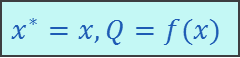 x* = x, Q = f(x)